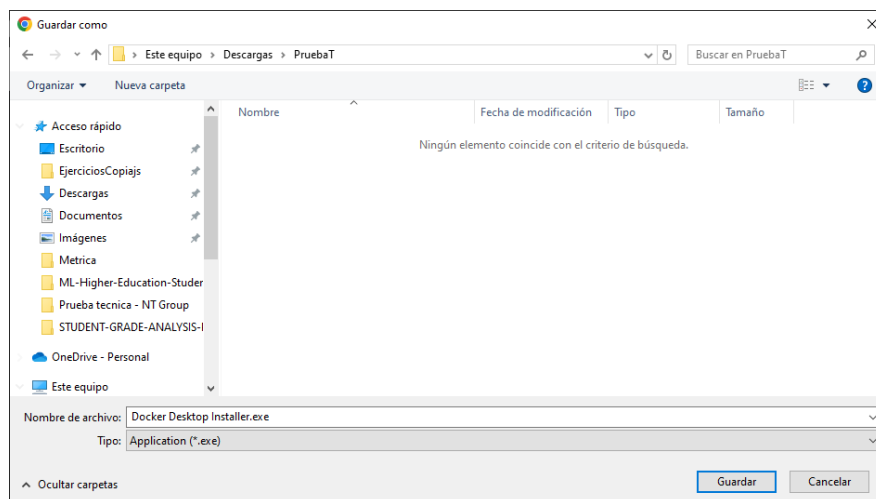 Guardar como
Este equipo > Descargas > PruebaT
Buscar en PruebaT
Organizar
Nueva carpeta
Nombre
Fecha de modificación
Tipo
Tamaño
Acceso rápido
Ningún elemento coincide con el criterio de búsqueda.
Escritorio
EjerciciosCopiajs
Descargas
Documentos
Imágenes
Metrica
ML-Higher-Education-Studer
Prueba tecnica - NT Group
STUDENT-GRADE-ANALYSIS-
OneDrive - Personal
Este equipo
Nombre de archivo: Docker Desktop Installer.exe
Tipo: Application (*.exe)
Ocultar carpetas
Guardar
Cancelar